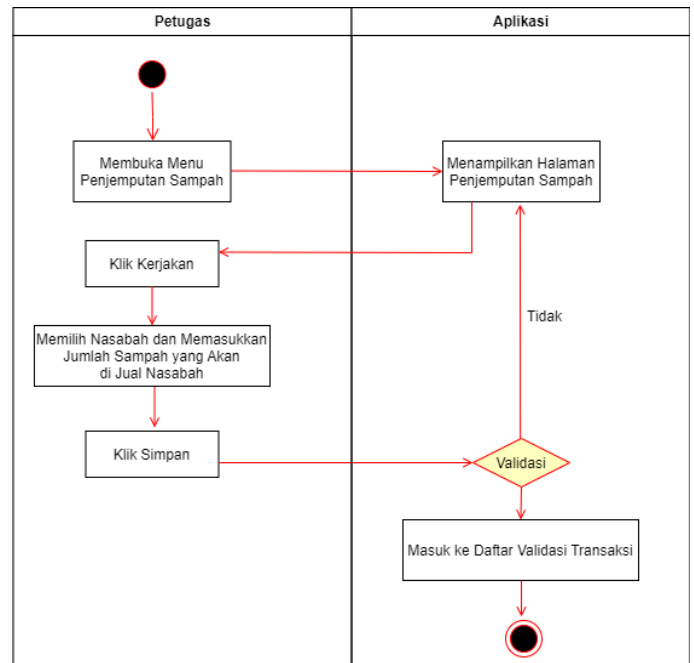 Petugas
Aplikasi
Membuka Menu
Penjemputan Sampah
Menampilkan Halaman
Penjemputan Sampah
Klik Kerjakan
Tidak
Memilih Nasabah dan Memasukkan
Jumlah Sampah yang Akan
di Jual Nasabah
Klik Simpan
Validasi
Masuk ke Daftar Validasi Transaksi